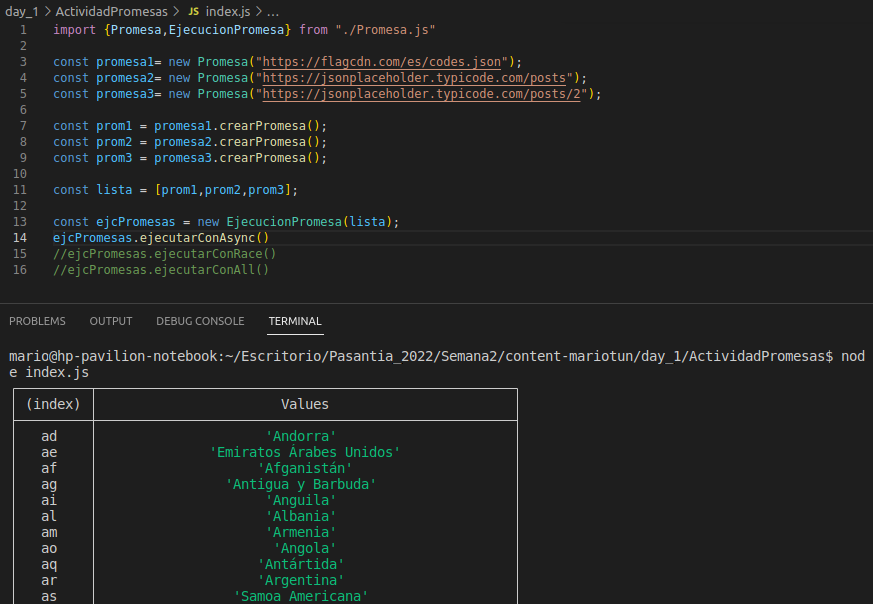 day_1 > ActividadPromesas > JS index.js > ...
1 import {Promesa,EjecucionPromesa} from "./Promesa.js"
2
3 const promesa1= new Promesa("https://flagcdn.com/es/codes.json");
4 const promesa2= new Promesa("https://jsonplaceholder.typicode.com/posts");
5 const promesa3= new Promesa("https://jsonplaceholder.typicode.com/posts/2");
6
7 const prom1 = promesa1.crearPromesa();
8 const prom2 = promesa2.crearPromesa();
9 const prom3 = promesa3.crearPromesa();
10
11 const lista = [prom1,prom2,prom3];
12
13 const ejcPromesas = new EjecucionPromesa(lista);
14 ejcPromesas.ejecutarConAsync()
15 //ejcPromesas.ejecutarConRace()
16 //ejcPromesas.ejecutarConAll()
PROBLEMS OUTPUT DEBUG CONSOLE TERMINAL
mario@hp-pavilion-notebook:~/Escritorio/Pasantia_2022/Semana2/content-mariotun/day_1/ActividadPromesas$ nod
e index.js
(index) Values
ad 'Andorra'
ae 'Emiratos Árabes Unidos'
af 'Afganistán'
ag 'Antigua y Barbuda'
ai 'Anguila'
al 'Albania'
am 'Armenia'
ao 'Angola'
aq 'Antártida'
ar 'Argentina'
as 'Samoa Americana'